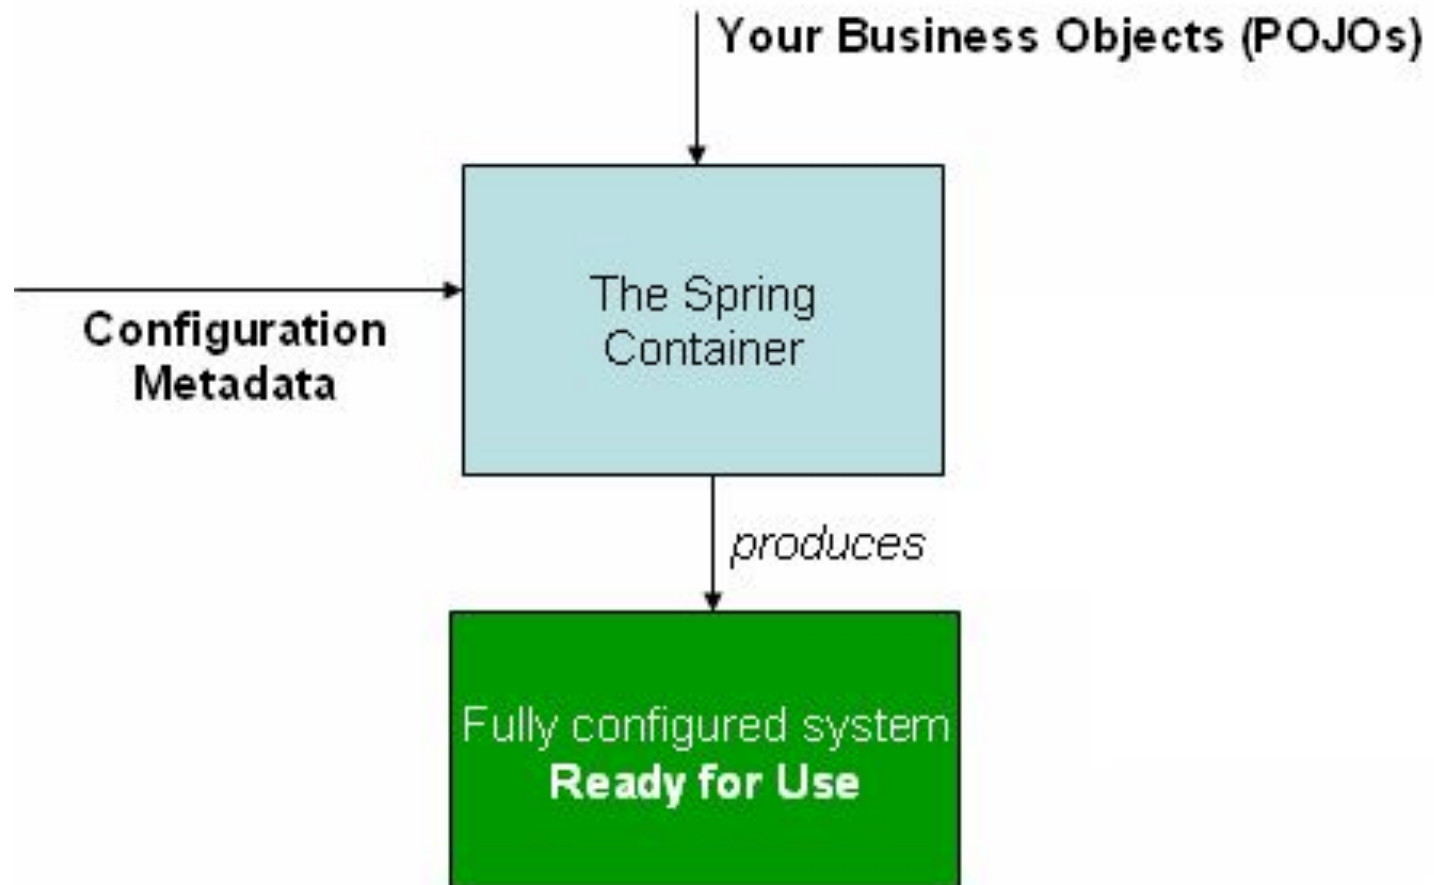 Your Business Objects (POJOs)
The Spring
Container
Configuration
Metadata
produces
Fully configured system
Ready for Use